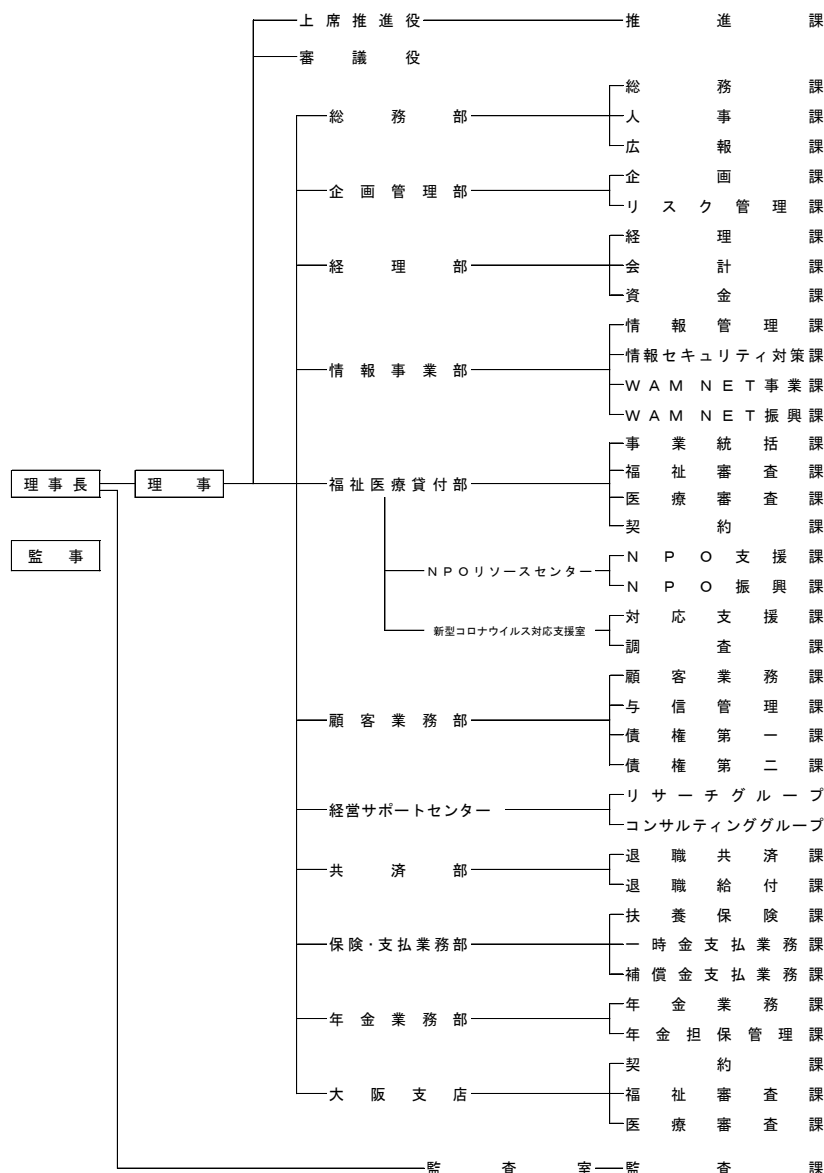 上席推進役 推進課
審議役
総務課
総務部 人事課
広報課
企画課
企画管理部
リスク管理課
経理課
経理部 会計課
資金課
情報管理課
情報セキュリティ対策課
情報事業部
ＷＡＭ ＮＥＴ事業課
ＷＡＭ ＮＥＴ振興課
事業統括課
福祉審査課
理事長 理事 福祉医療貸付部
医療審査課
契約課
監事
ＮＰＯ支援課
ＮＰＯリソースセンター
ＮＰＯ振興課
対応支援課
新型コロナウイルス対応支援室
調査課
顧客業務課
与信管理課
顧客業務部
債権第一課
債権第二課
リサーチグループ
経営サポートセンター
コンサルティンググループ
退職共済課
共済部
退職給付課
扶養保険課
保険・支払業務部 一時金支払業務課
補償金支払業務課
年金業務課
年金業務部
年金担保管理課
契約課
大阪支店 福祉審査課
医療審査課
監査室 監査課